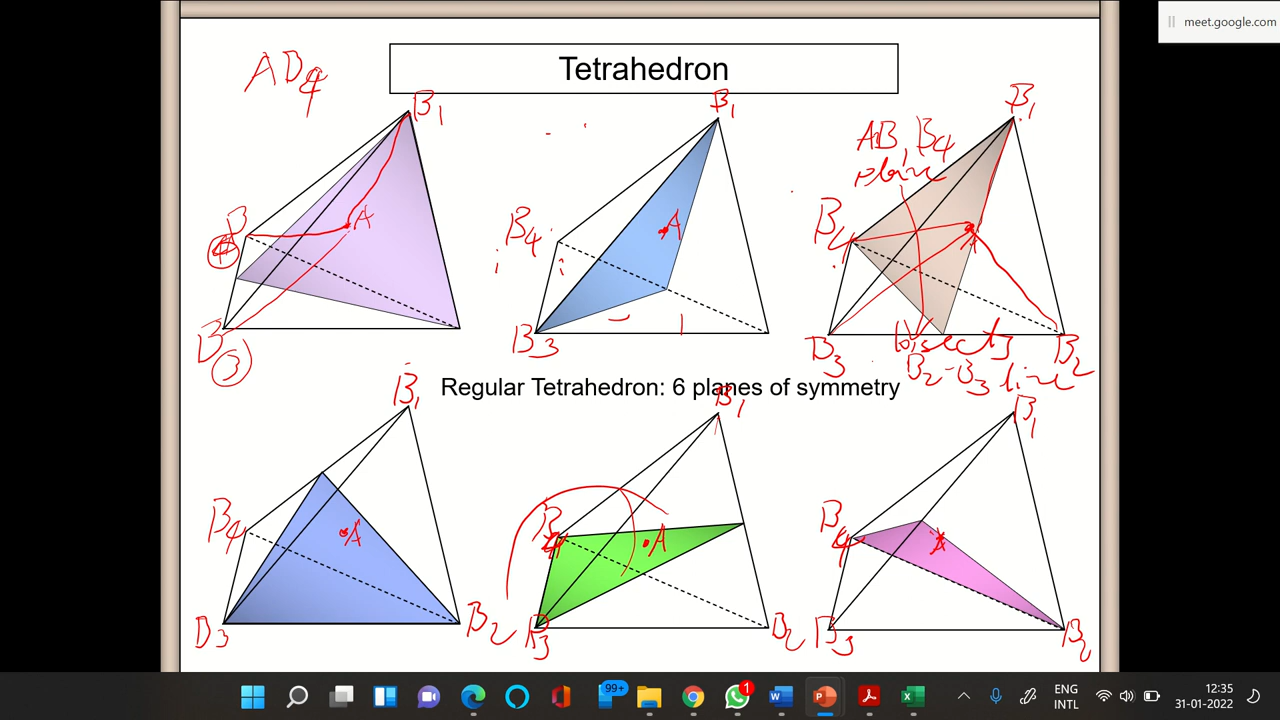 meet.google.com
Tetrahedron
B1
B3
A
B1
B4
A
B3
B1
AB1B4
plane
B4
A
B3
bisects
B2
B2-B3 line
Regular Tetrahedron: 6 planes of symmetry
B1
B4
A
B3
B2
B1
B4
A
B3
B2
B1
B4
A
B3
B2
99+
1
ENG
INTL
12:35
31-01-2022